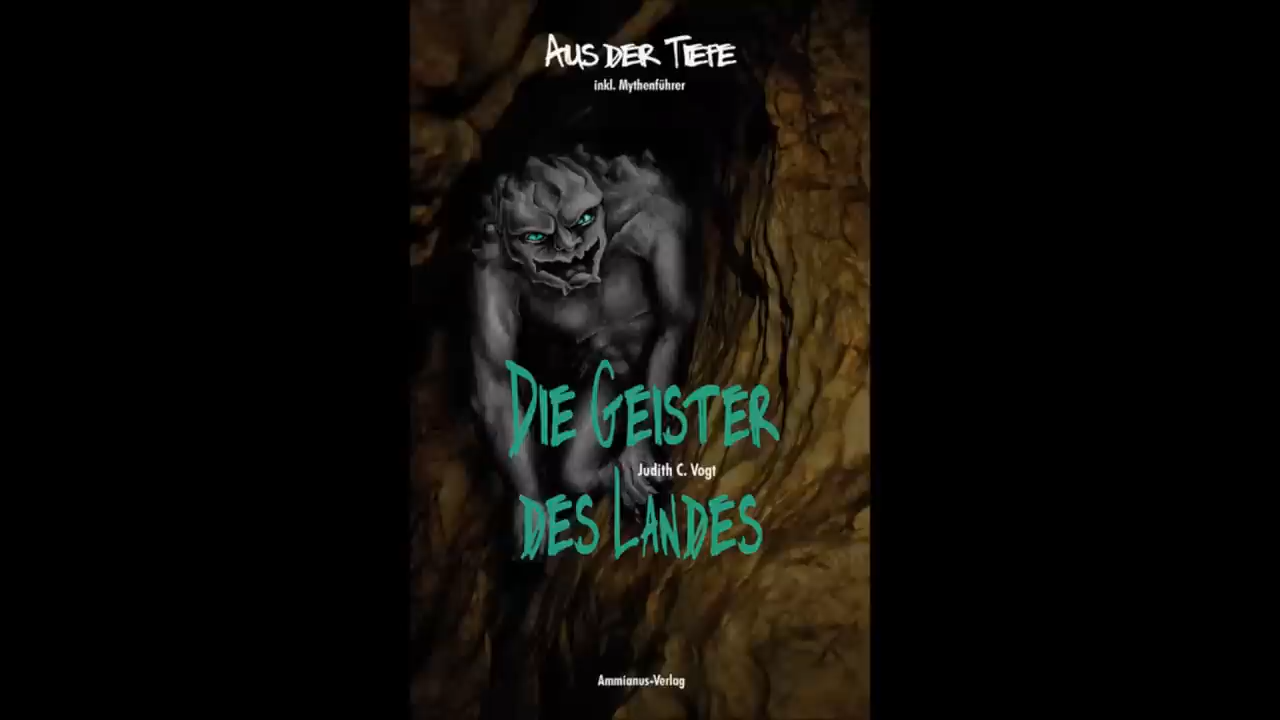 AUS DER TIEFE
inkl. Mythenführer
DIE GEISTER
Judith C. Vogt
DES LANDES
Ammianus-Verlag